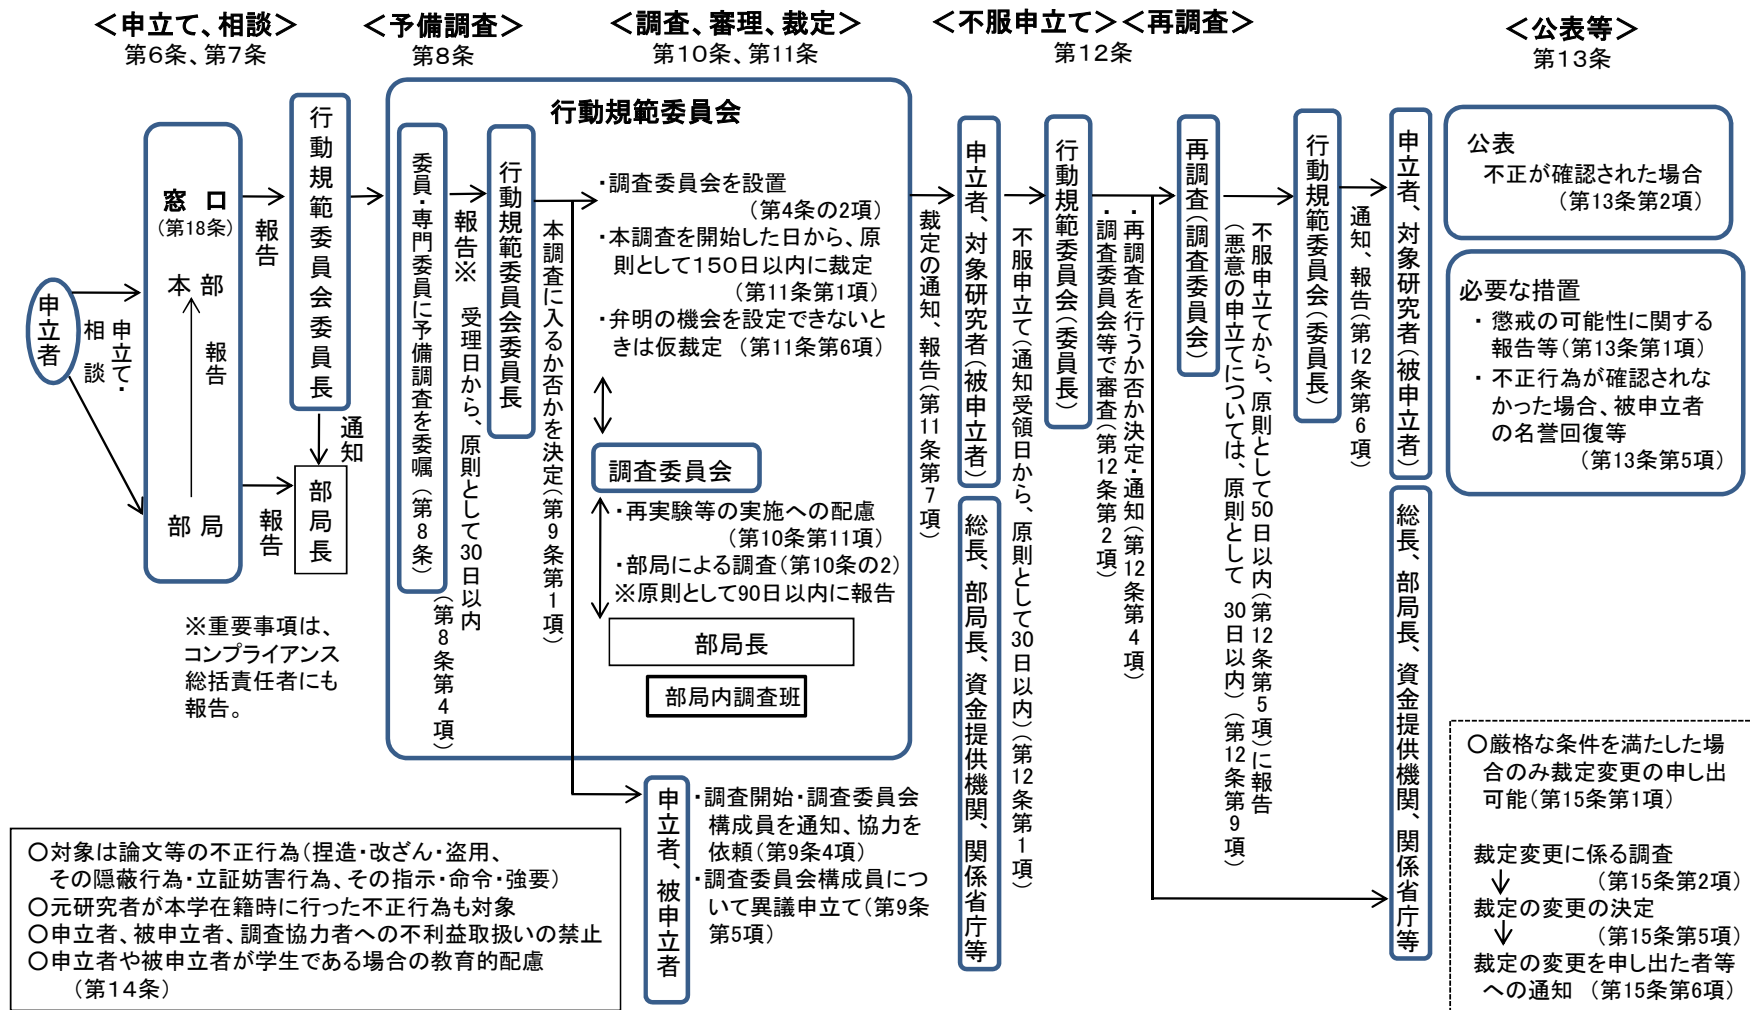 ＜申立て、相談＞
第６条、第７条
＜予備調査＞
第８条
＜調査、審理、裁定＞
第１０条、第１１条
＜不服申立て＞＜再調査＞
第１２条
＜公表等＞
第１３条
申立者
申立て・
相談
窓　口
（第18条）
本 部
報告
部 局
報告
報告
行動規範委員会委員長
通知
部局長
※重要事項は、
コンプライアンス
総括責任者にも
報告。
行動規範委員会
委員・専門委員に予備調査を委嘱（第８条）
報告※　受理日から、原則として30日以内
（第８条第４項）
行動規範委員会委員長
本調査に入るか否かを決定（第９条第１項）
・調査委員会を設置
（第４条の２項）
・本調査を開始した日から、原
則として１５０日以内に裁定
（第１１条第１項）
・弁明の機会を設定できないと
きは仮裁定　（第１１条第６項）
調査委員会
・再実験等の実施への配慮
（第１０条第１１項）
・部局による調査（第１０条の２）
※原則として90日以内に報告
部局長
部局内調査班
申立者、被申立者
・調査開始・調査委員会
構成員を通知、協力を
依頼（第９条４項）
・調査委員会構成員につ
いて異議申立て（第９条
第５項）
裁定の通知、報告（第11条第７項）
申立者、対象研究者（被申立者）
総長、部局長、資金提供機関、関係省庁等
不服申立て（通知受領日から、原則として30日以内）（第12条第１項）
行動規範委員会（委員長）
・再調査を行うか否か決定・通知（第12条第４項）
・調査委員会等で審査（第12条第２項）
再調査（調査委員会）
不服申立てから、原則として50日以内（第12条第５項）に報告
（悪意の申立てについては、原則として 30日以内）（第12条第９項）
行動規範委員会（委員長）
通知、報告（第12条第６項）
申立者、対象研究者（被申立者）
総長、部局長、資金提供機関、関係省庁等
公表
不正が確認された場合
（第１３条第２項）
必要な措置
・ 懲戒の可能性に関する
報告等（第１３条第１項）
・ 不正行為が確認されな
かった場合、被申立者
の名誉回復等
（第１３条第５項）
○厳格な条件を満たした場
合のみ裁定変更の申し出
可能（第１５条第１項）
裁定変更に係る調査
（第１５条第２項）
裁定の変更の決定
（第１５条第５項）
裁定の変更を申し出た者等
への通知　（第１５条第６項）
○対象は論文等の不正行為（捏造・改ざん・盗用、
その隠蔽行為・立証妨害行為、その指示・命令・強要）
○元研究者が本学在籍時に行った不正行為も対象
○申立者、被申立者、調査協力者への不利益取扱いの禁止
○申立者や被申立者が学生である場合の教育的配慮
（第１４条）